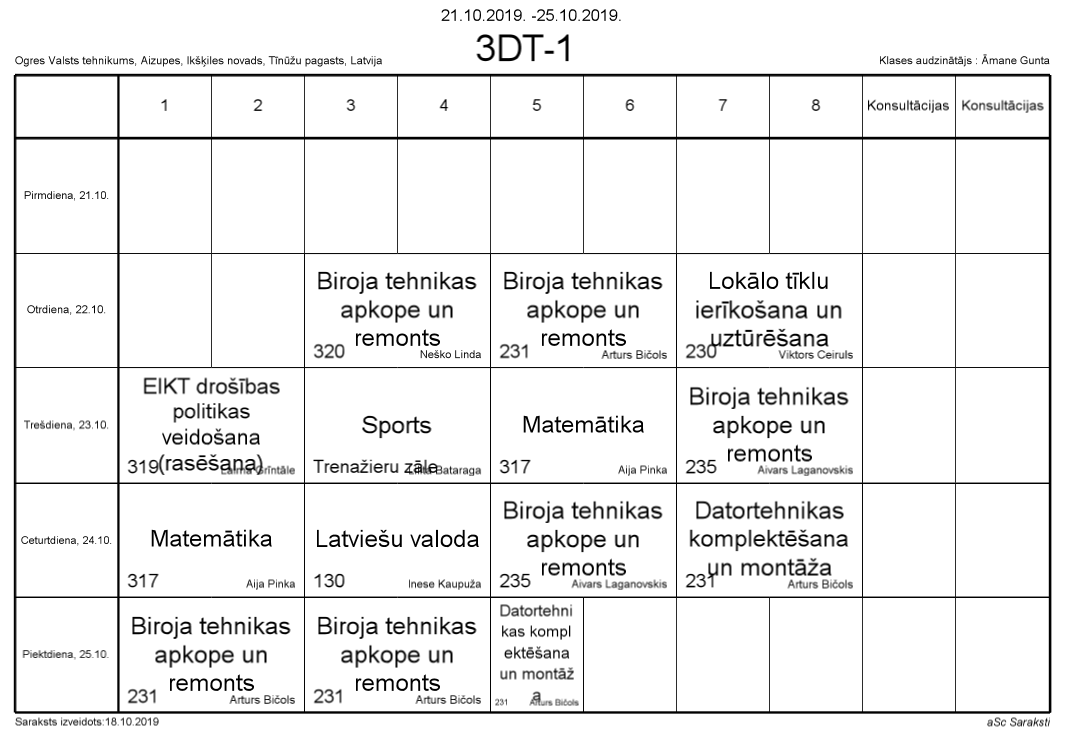 21.10.2019. -25.10.2019.
3DT-1
Ogres Valsts tehnikums, Aizupes, Ikšķiles novads, Tīnūžu pagasts, Latvija
Klases audzinātājs : Āmane Gunta
1 2 3 4 5 6 7 8 Konsultācijas Konsultācijas
Pirmdiena, 21.10.
Otrdiena, 22.10.
Biroja tehnikas
apkope un
remonts
320 Neško Linda
Biroja tehnikas
apkope un
remonts
231 Arturs Bičols
Lokālo tīklu
ierīkošana un
uztūrēšana
230 Viktors Ceiruls
Trešdiena, 23.10.
EIKT drošības
politikas
veidošana
(rasēšana)
319 Laima Grīntāle
Sports
Trenažieru zāle Bataraga
Matemātika
317 Aija Pinka
Biroja tehnikas
apkope un
remonts
235 Aivars Laganovskis
Ceturtdiena, 24.10.
Matemātika
317 Aija Pinka
Latviešu valoda
130 Inese Kaupuža
Biroja tehnikas
apkope un
remonts
235 Aivars Laganovskis
Datortehnikas
komplektēšana
un montāža
231 Arturs Bičols
Piektdiena, 25.10.
Biroja tehnikas
apkope un
remonts
231 Arturs Bičols
Biroja tehnikas
apkope un
remonts
231 Arturs Bičols
Datortehni
kas kompl
ektēšana
un montāž
a
231 Arturs Bičols
Saraksts izveidots:18.10.2019
aSc Saraksti